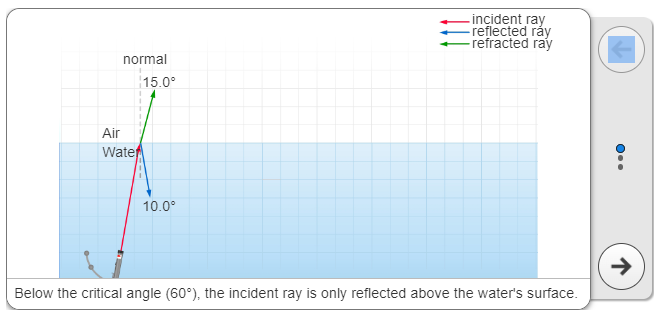 incident ray
reflected ray
refracted ray
normal
15.0°
Air
Water
10.0°
Below the critical angle (60°), the incident ray is only reflected above the water's surface.